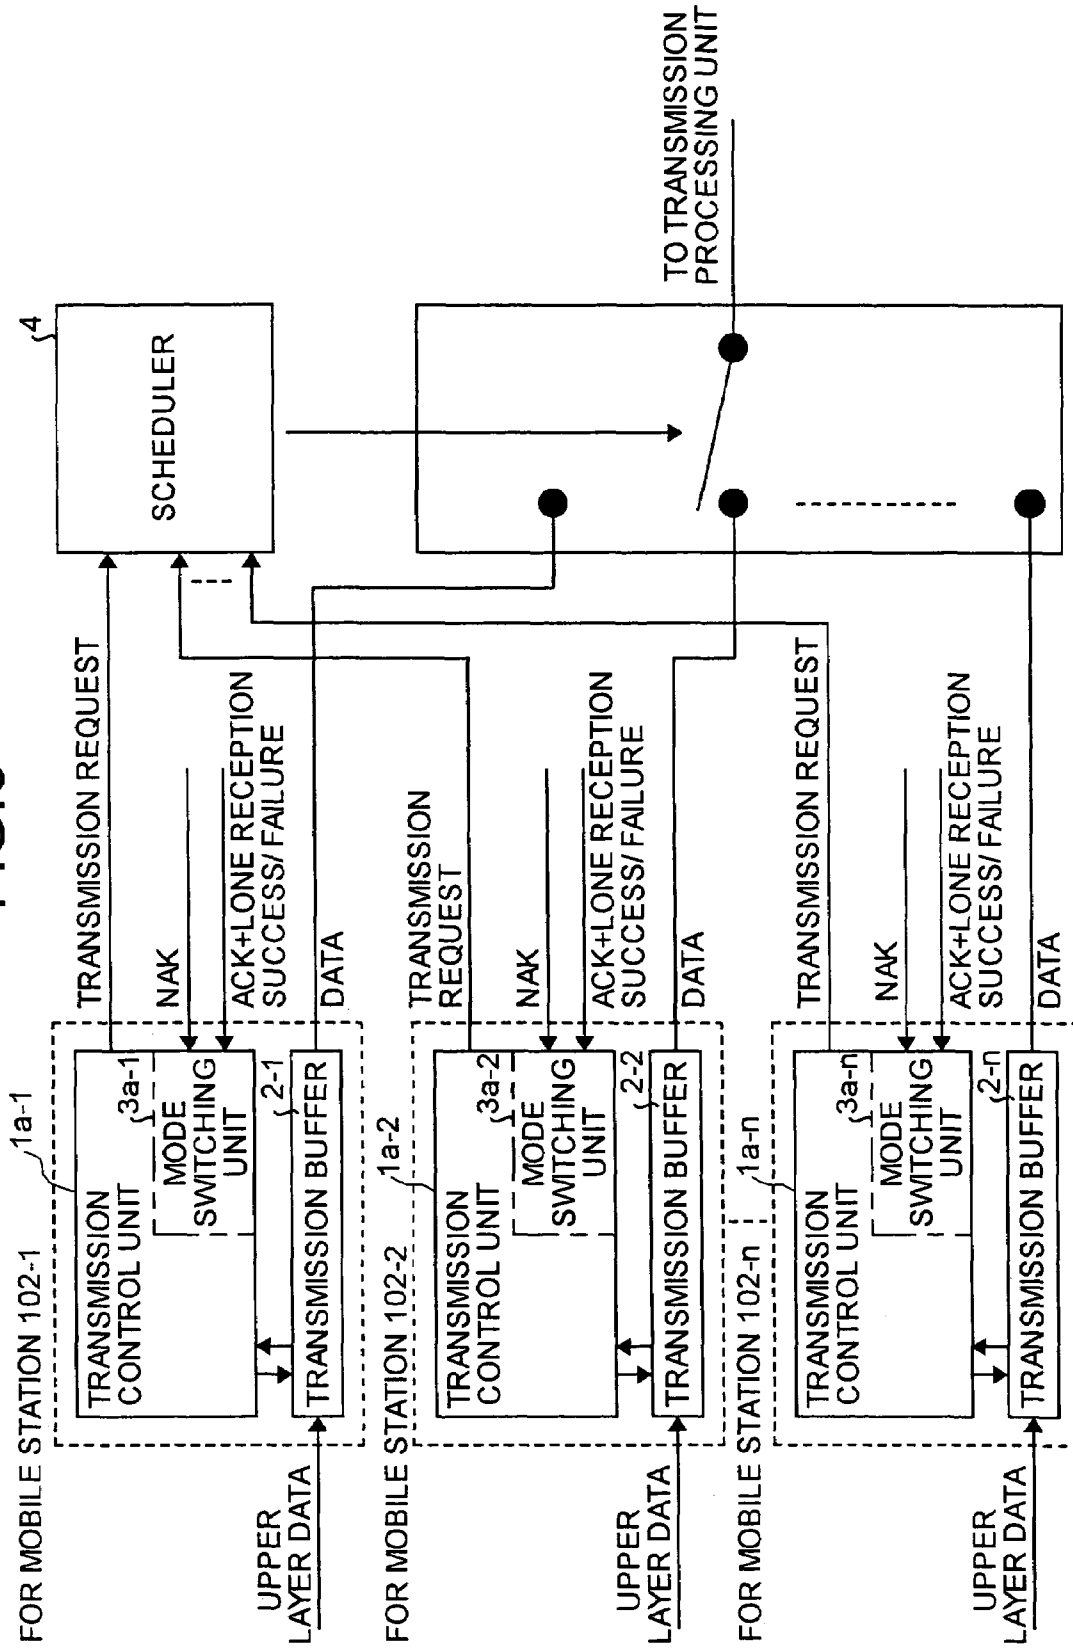 FOR MOBILE STATION 102-1
1a-1
TRANSMISSION
CONTROL UNIT
3a-1
MODE
SWITCHING
UNIT
2-1
TRANSMISSION BUFFER
UPPER
LAYER DATA
TRANSMISSION REQUEST
NAK
ACK+LONE RECEPTION
SUCCESS/ FAILURE
DATA
4
SCHEDULER
FOR MOBILE STATION 102-2
1a-2
TRANSMISSION
CONTROL UNIT
3a-2
MODE
SWITCHING
UNIT
2-2
TRANSMISSION BUFFER
UPPER
LAYER DATA
TRANSMISSION
REQUEST
NAK
ACK+LONE RECEPTION
SUCCESS/ FAILURE
DATA
TO TRANSMISSION
PROCESSING UNIT
FOR MOBILE STATION 102-n
1a-n
TRANSMISSION
CONTROL UNIT
3a-n
MODE
SWITCHING
UNIT
2-n
TRANSMISSION BUFFER
UPPER
LAYER DATA
TRANSMISSION REQUEST
NAK
ACK+LONE RECEPTION
SUCCESS/ FAILURE
DATA